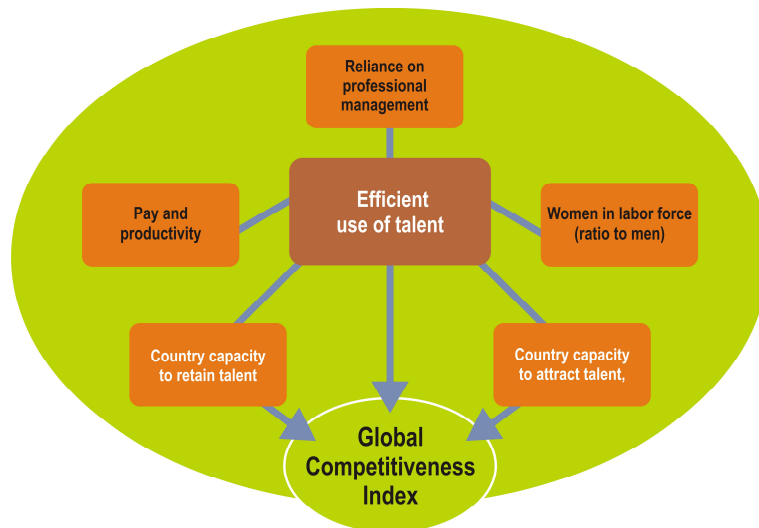 Reliance on
professional
management
Efficient
use of talent
Pay and
productivity
Women in labor force
(ratio to men)
Country capacity
to retain talent
Country capacity
to attract talent,
Global
Competitiveness
Index